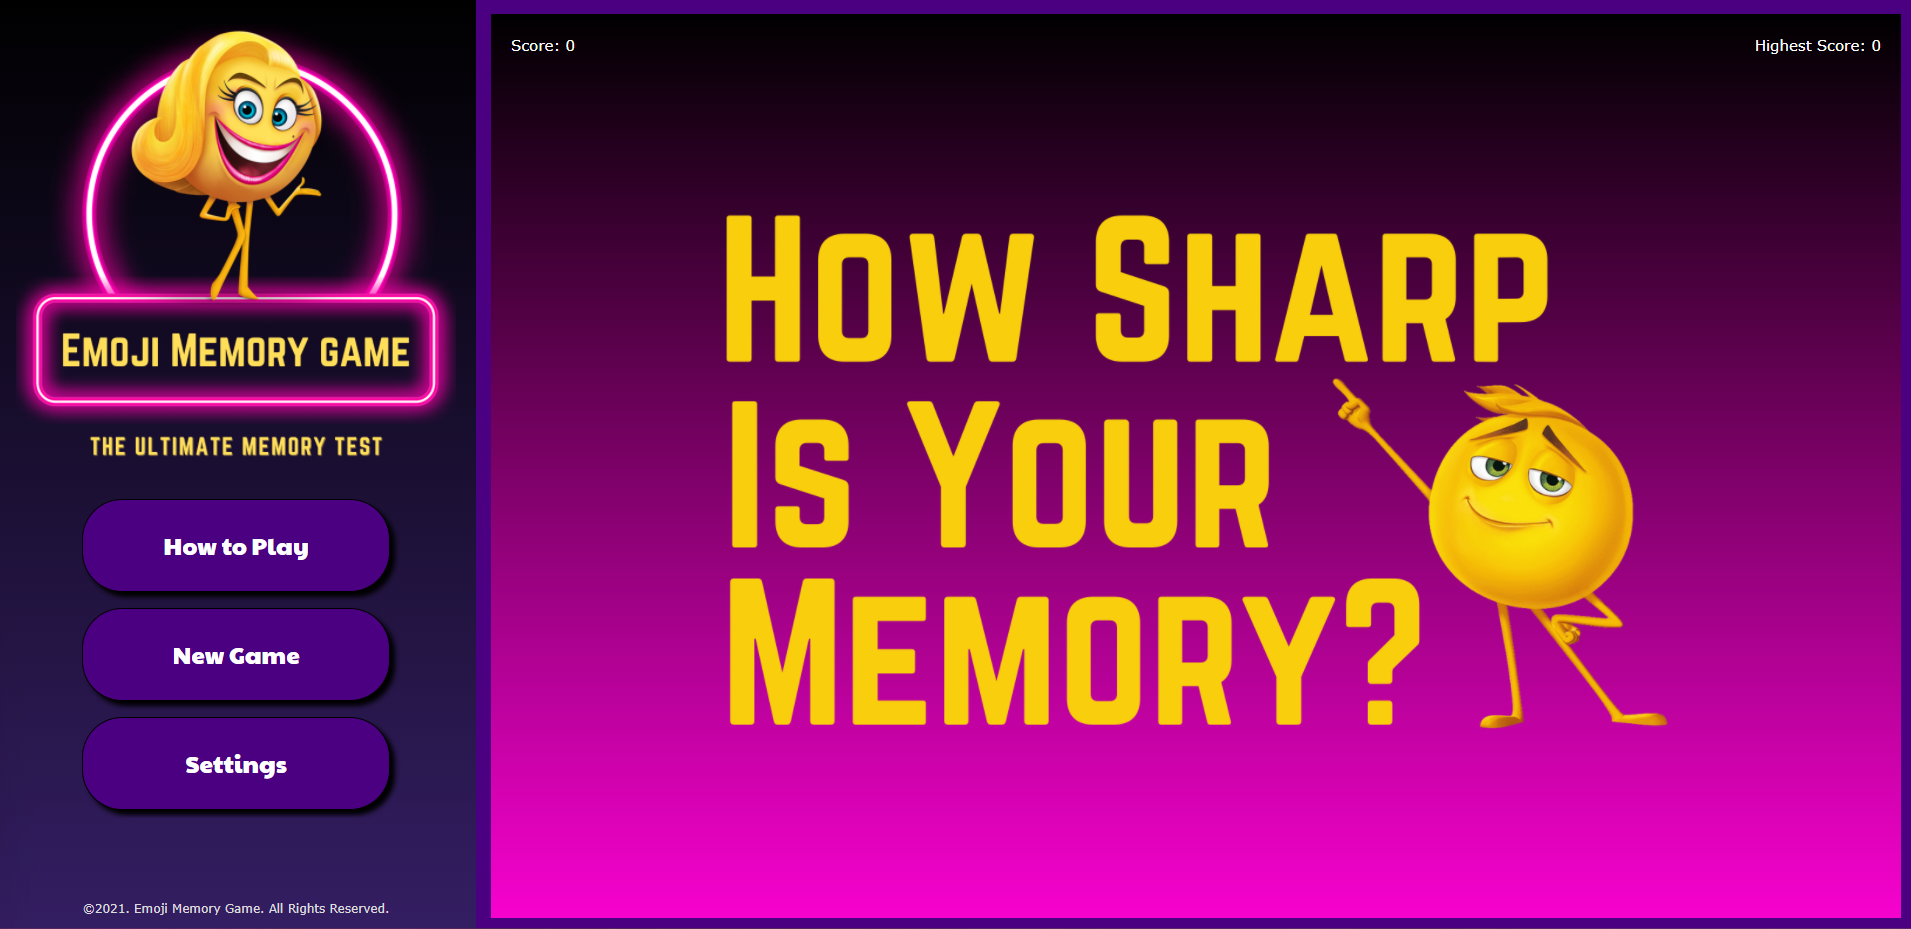 Emoji Memory game
THE ULTIMATE MEMORY TEST
How to Play
New Game
Settings
©2021. Emoji Memory Game. All Rights Reserved.
Score: 0
Highest Score: 0
How Sharp
Is Your
Memory?